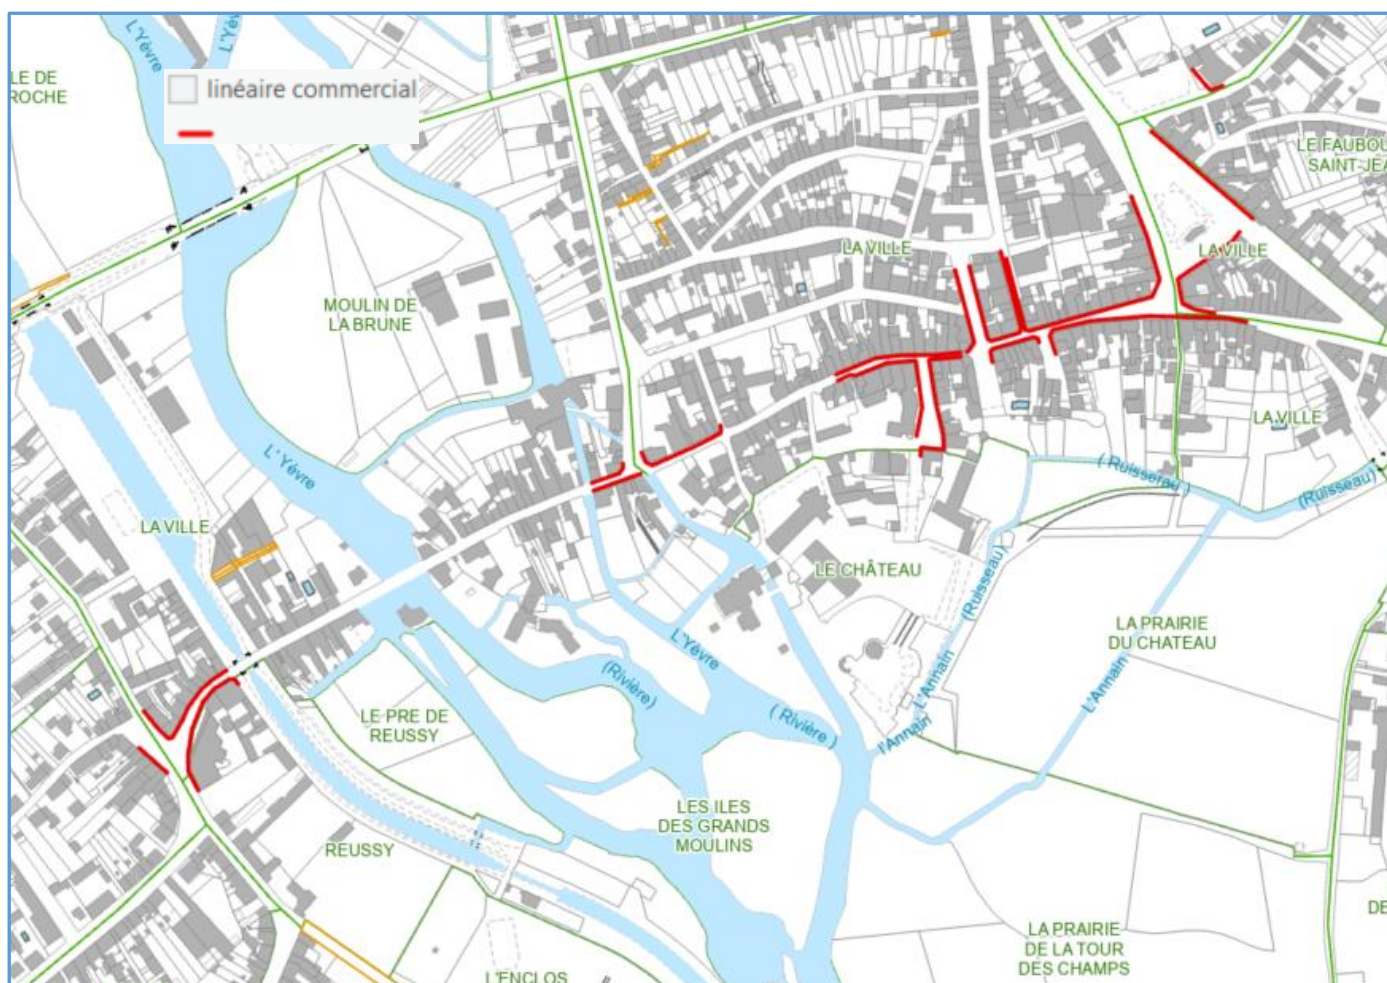 L'Yèvre
L'Yèv
LE DE
ROCHE
linéaire commercial
LE FAUBOU
SAINT-JEA
LA VILLE
LA VILLE
MOULIN DE
LA BRUNE
LA VILLE
L'Yèvre
(Ruisseau)
(Ruisseau)
LA VILLE
LE CHÂTEAU
(Ruisseau)
LA PRAIRIE
DU CHATEAU
L'Yèvre
(Rivière)
L'Annain
L'Annain
LE PRE DE
REUSSY
(Rivière)
l'Annain
LES ILES
DES GRANDS
MOULINS
REUSSY
DE
LA PRAIRIE
DE LA TOUR
DES CHAMPS
L'ENCLOS